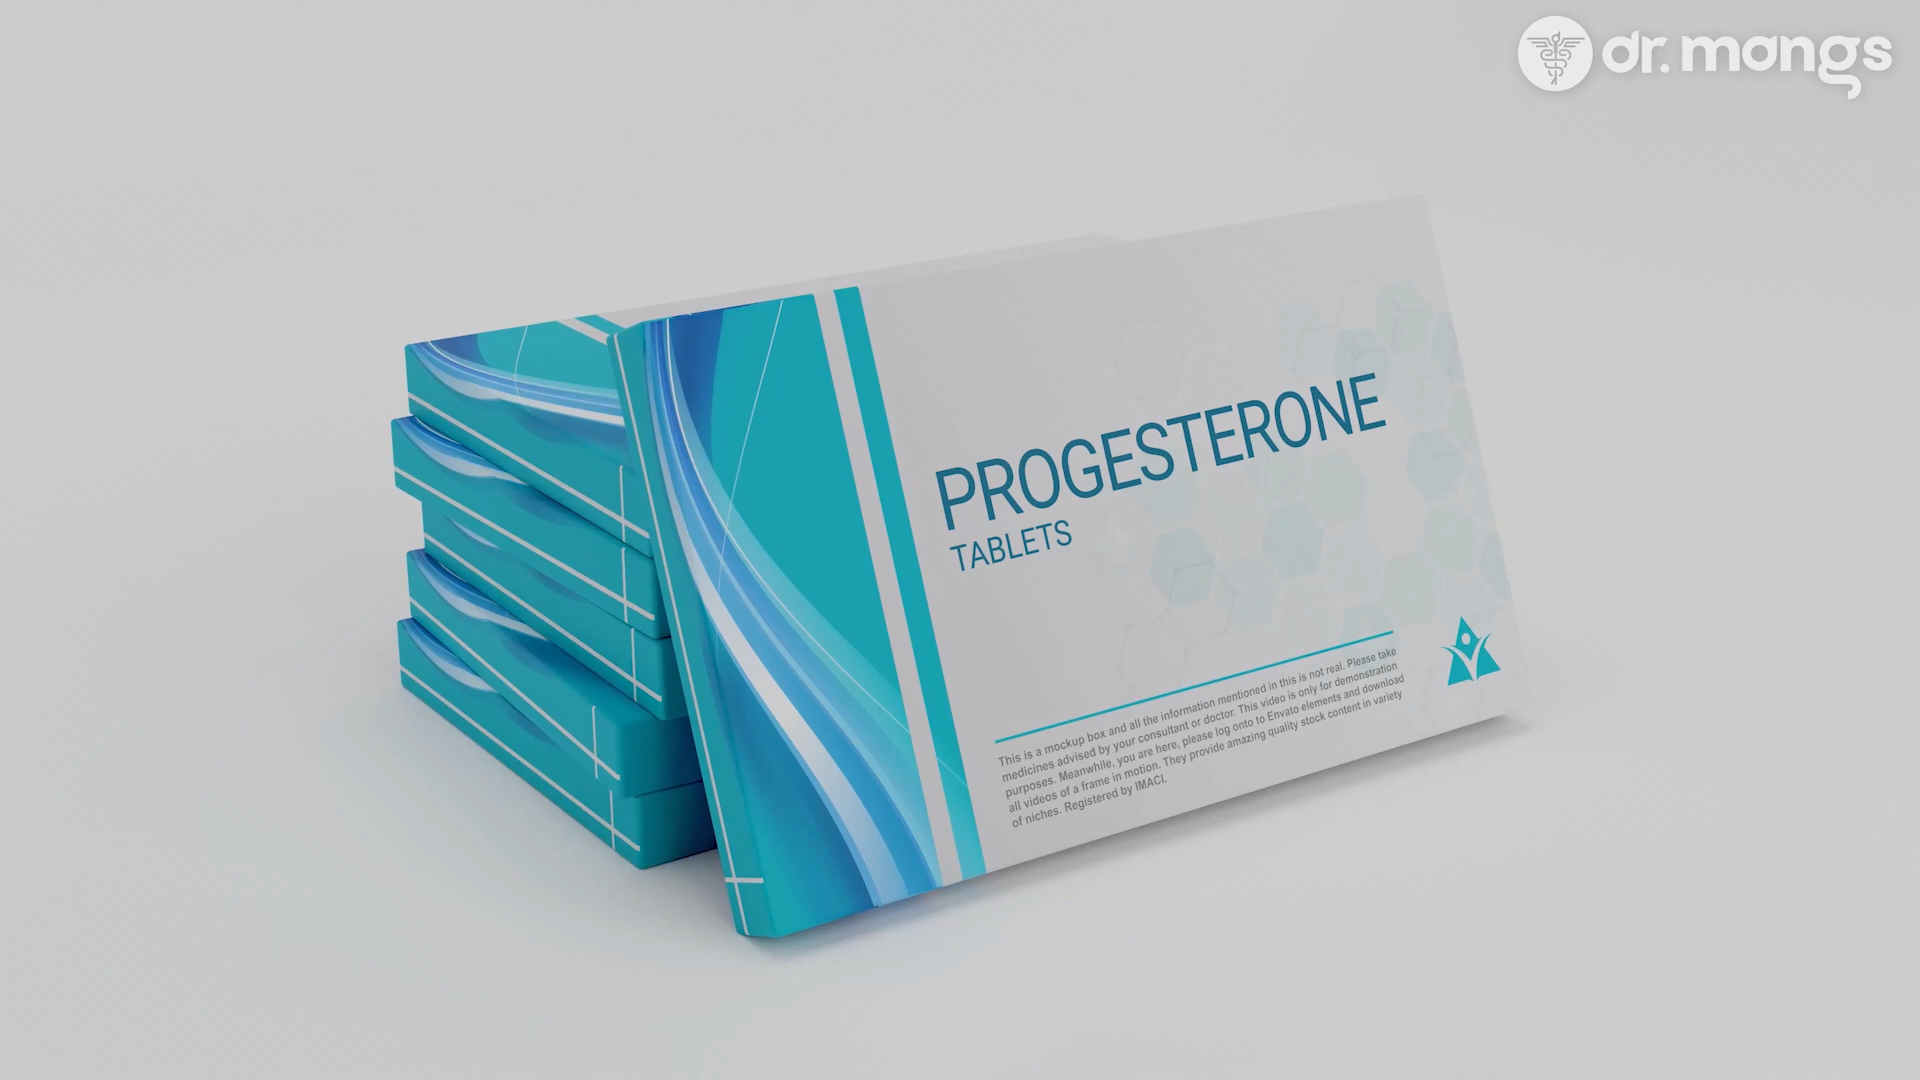 dr. mangs
PROGESTERONE
TABLETS
This is a mockup box and all the information mentioned in this is not real. Please take
medicines advised by your consultant or doctor. This video is only for demonstration
purposes. Meanwhile, you are here, please log onto to Envato elements and download
all videos of a frame in motion. They provide amazing quality stock content in variety
of niches. Registered by IMACI.